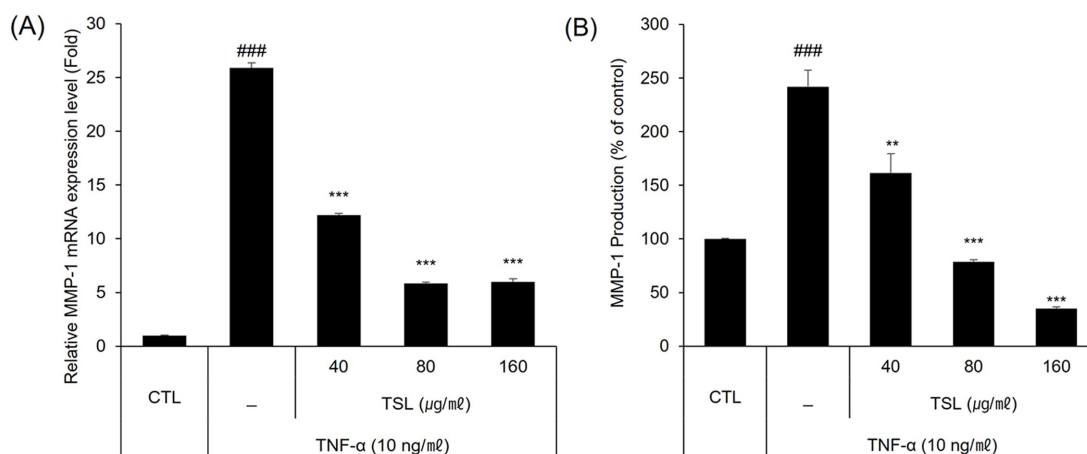 (A)
Relative MMP-1 mRNA expression level (Fold)
30
25
20
15
10
5
0
###
***
***
***
40 80 160
CTL – TSL (㎍/㎖)
TNF-α (10 ng/㎖)
(B)
MMP-1 Production (% of control)
300
250
200
150
100
50
0
###
**
***
***
40 80 160
CTL – TSL (㎍/㎖)
TNF-α (10 ng/㎖)